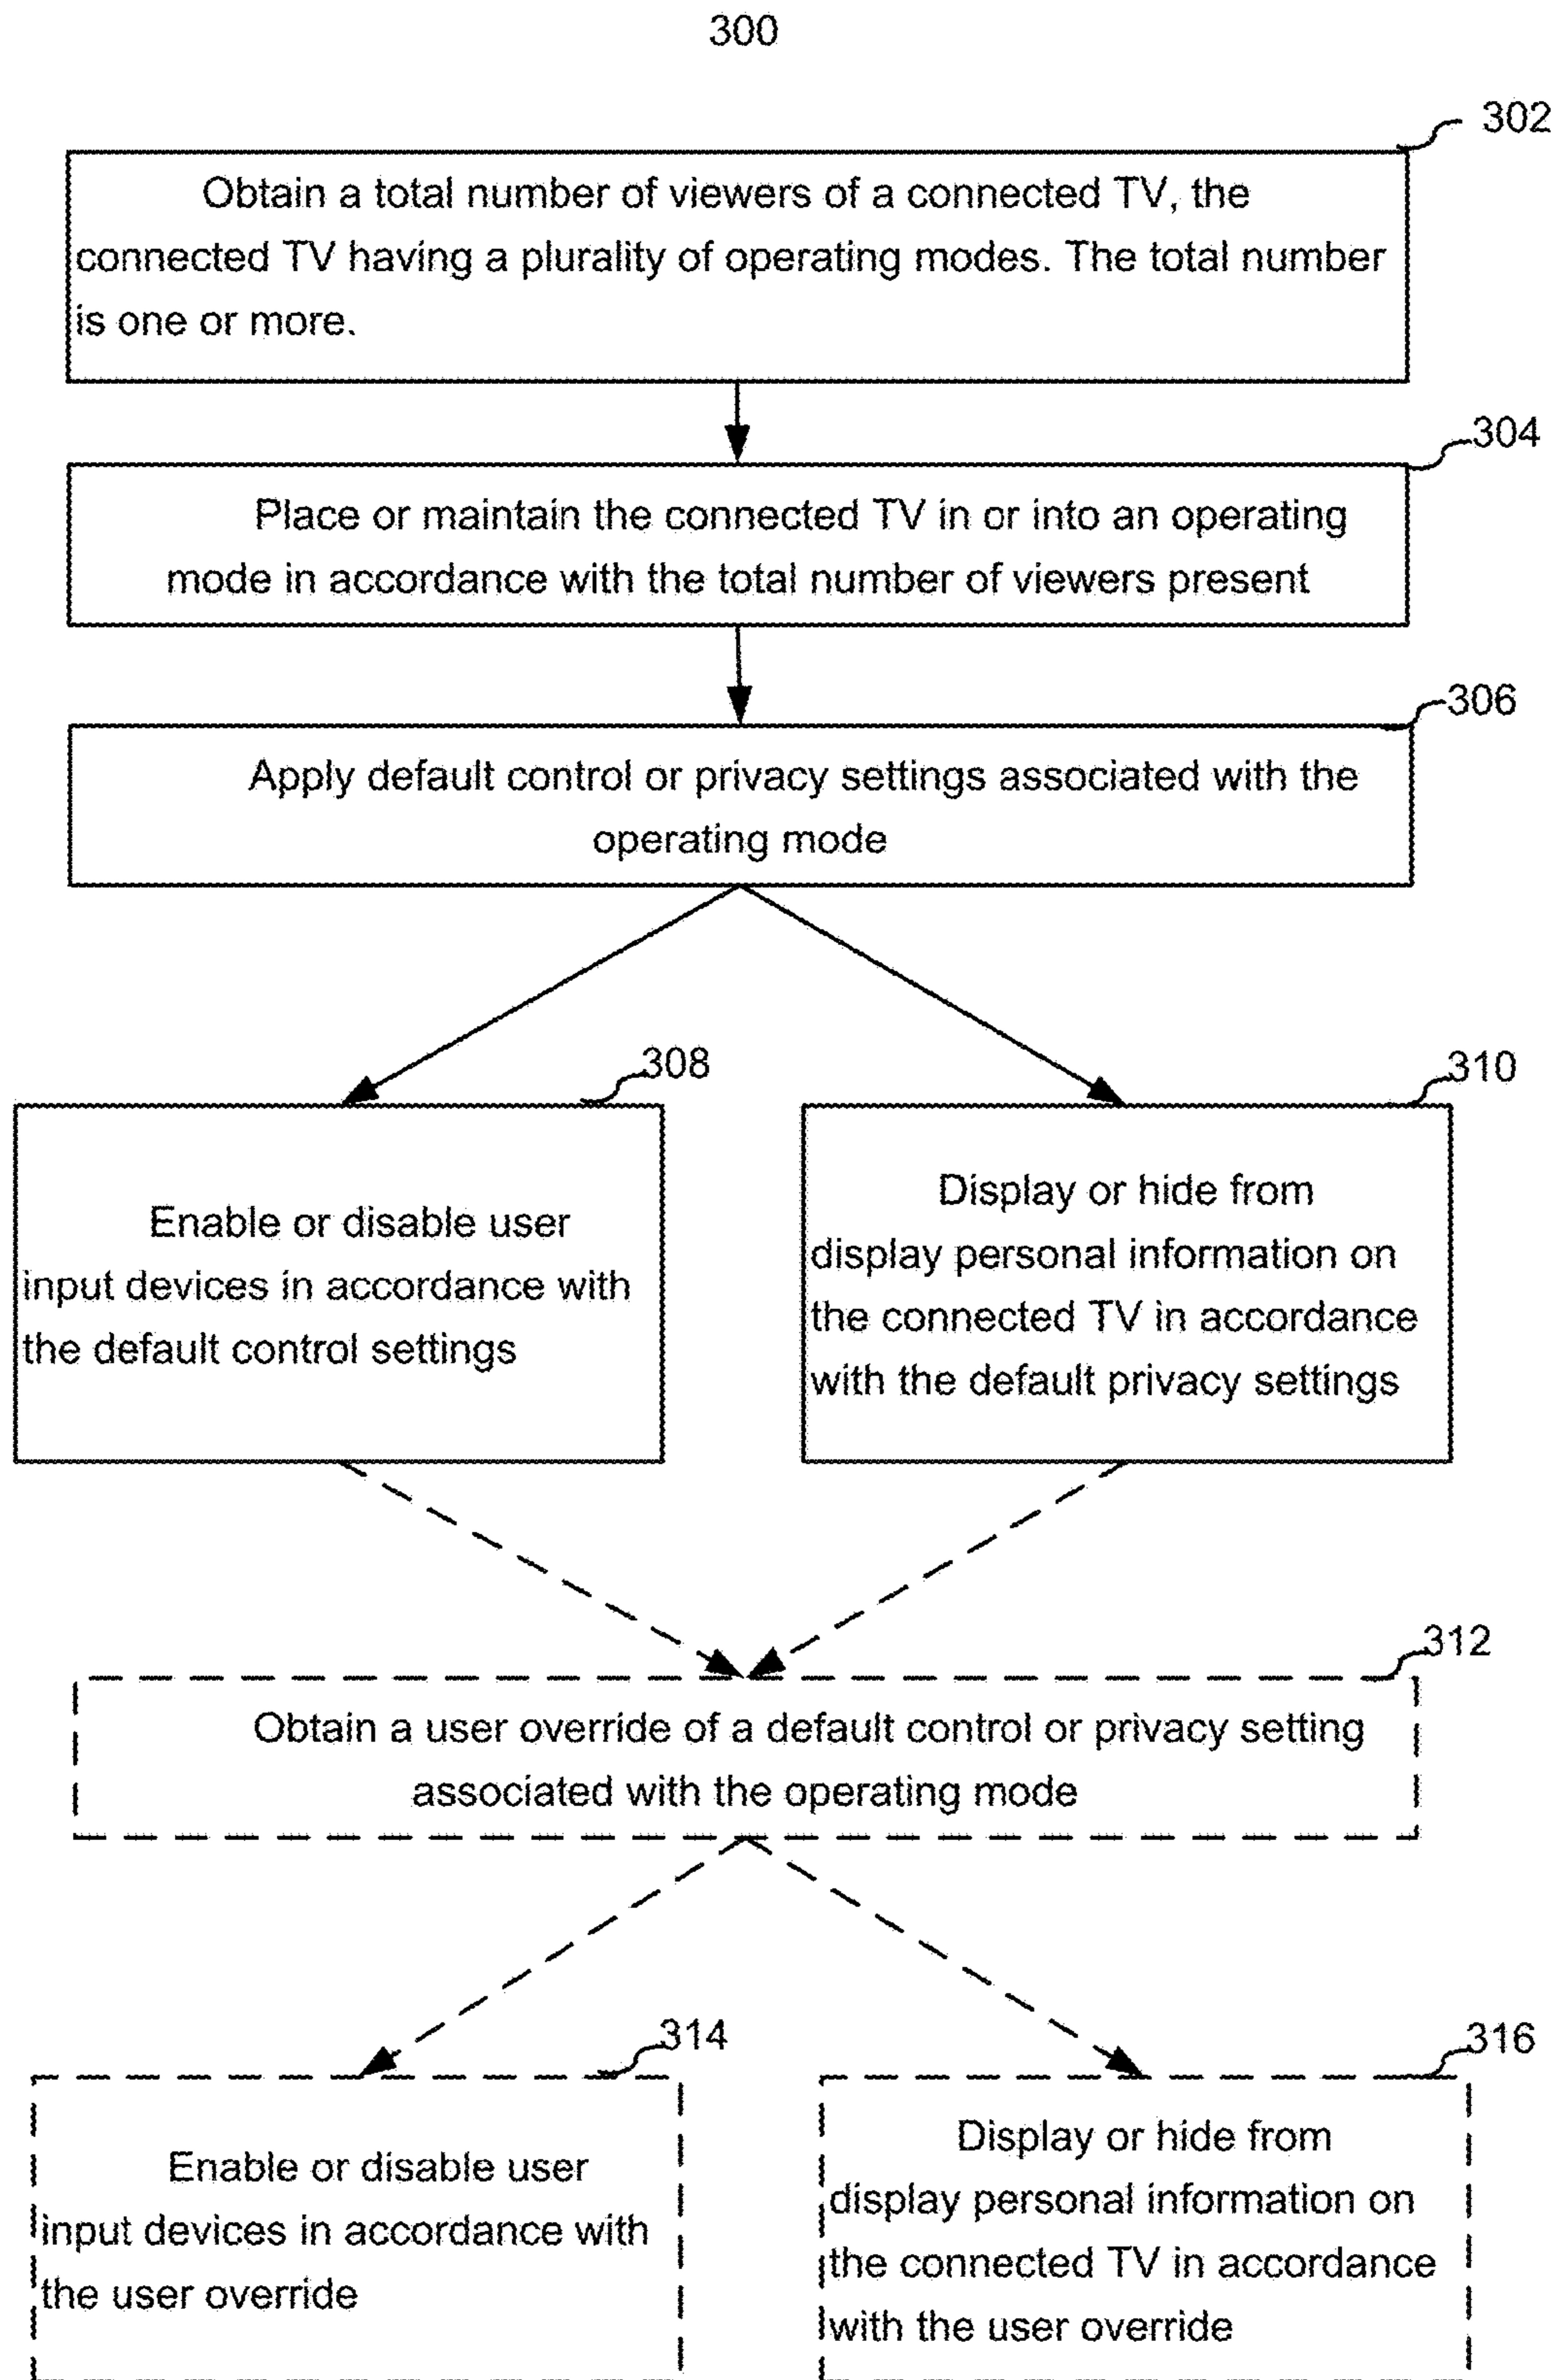 300
302
Obtain a total number of viewers of a connected TV, the
connected TV having a plurality of operating modes. The total number
is one or more.
304
Place or maintain the connected TV in or into an operating
mode in accordance with the total number of viewers present
306
Apply default control or privacy settings associated with the
operating mode
308
Enable or disable user
input devices in accordance with
the default control settings
310
Display or hide from
display personal information on
the connected TV in accordance
with the default privacy settings
312
Obtain a user override of a default control or privacy setting
associated with the operating mode
314
Enable or disable user
input devices in accordance with
the user override
316
Display or hide from
display personal information on
the connected TV in accordance
with the user override